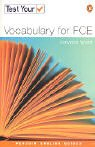 Test Your
Vocabulary for FCE
PENGUIN ENGLISH GUIDES